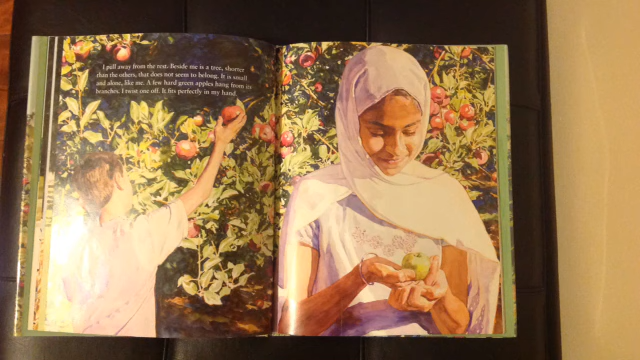 I pull away from the rest. Beside me is a tree, shorter
than the others, that does not seem to belong. It is small
and alone, like me. A few hard green apples hang from its
branches. I twist one off. It fits perfectly in my hand